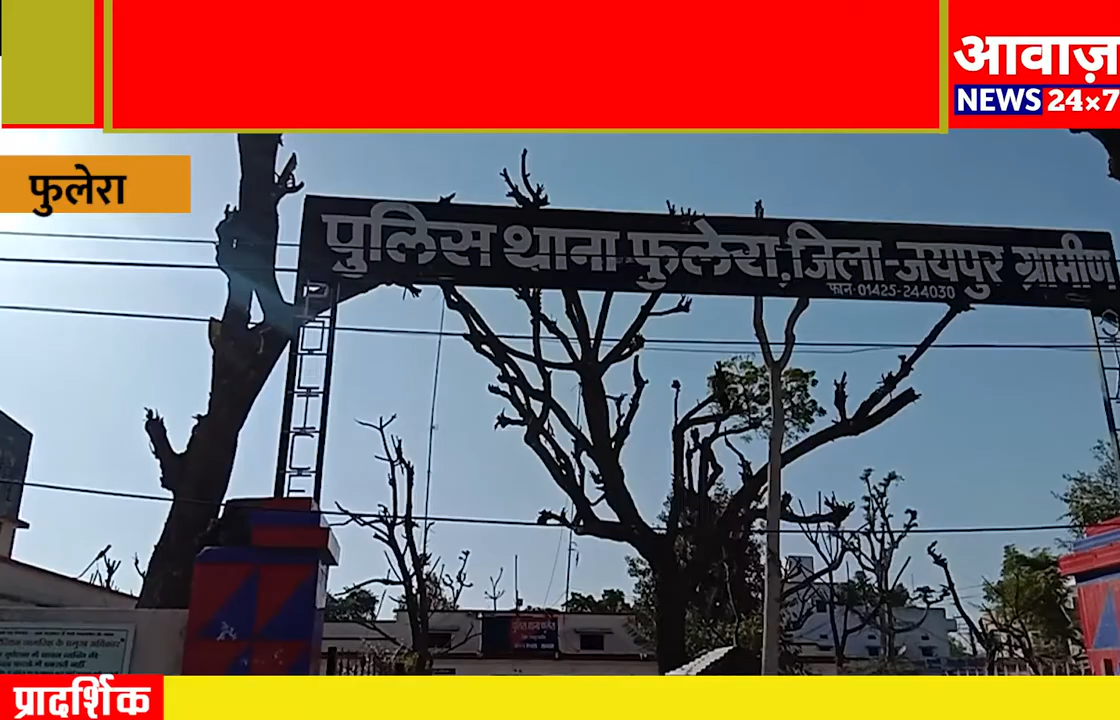 आवाज़
NEWS 24×7
फुलेरा
पुलिस थाना फुलेरा, जिला-जयपुर ग्रामीण
फोन-01425-244030
प्रादर्शिक